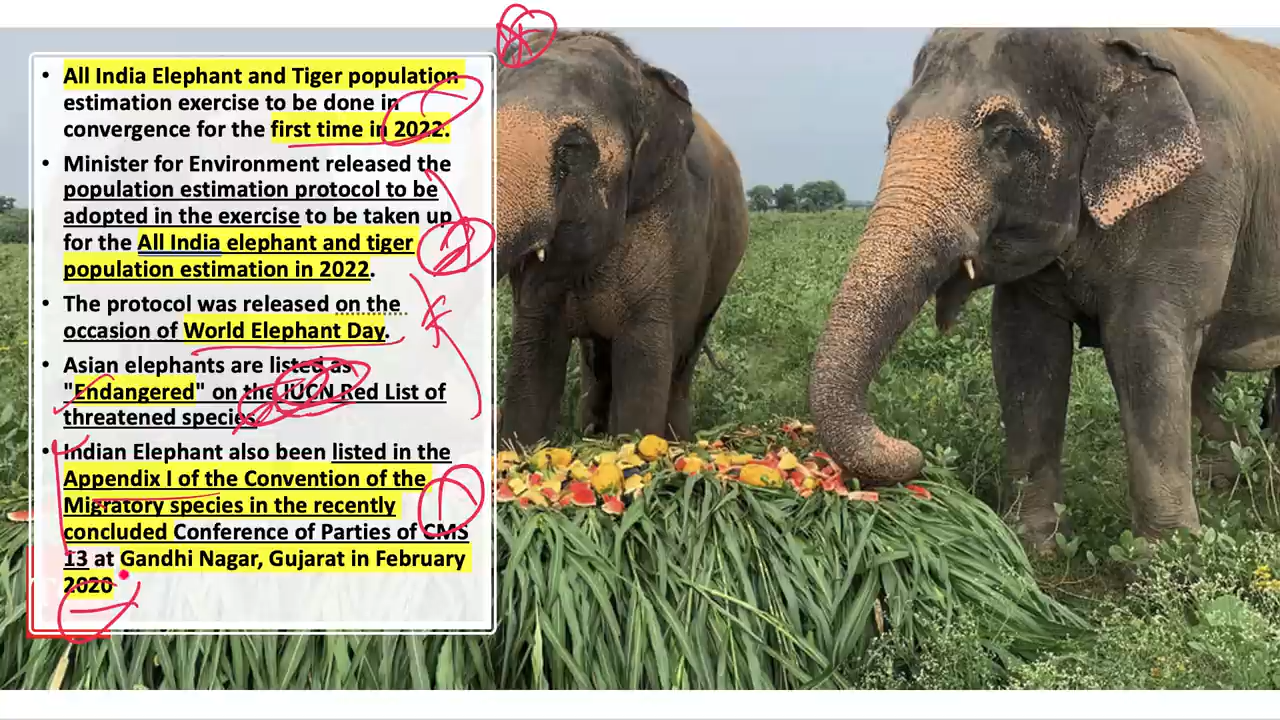 • All India Elephant and Tiger population
estimation exercise to be done in
convergence for the first time in 2022.
• Minister for Environment released the
population estimation protocol to be
adopted in the exercise to be taken up
for the All India elephant and tiger
population estimation in 2022.
• The protocol was released on the
occasion of World Elephant Day.
• Asian elephants are listed as
"Endangered" on the IUCN Red List of
threatened species.
• Indian Elephant also been listed in the
Appendix I of the Convention of the
Migratory species in the recently
concluded Conference of Parties of CMS
13 at Gandhi Nagar, Gujarat in February
2020